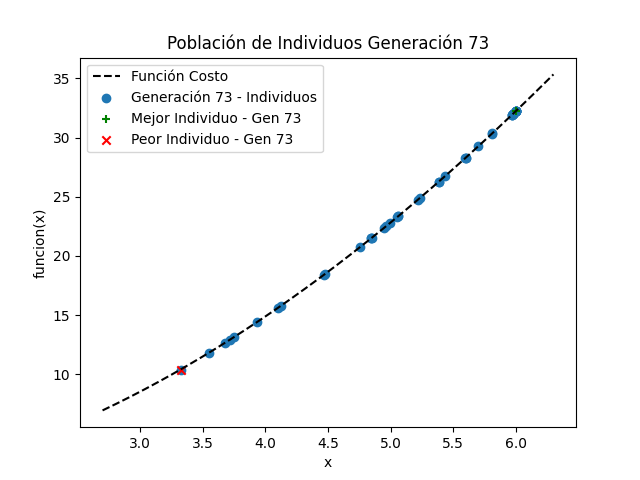 Población de Individuos Generación 73
Función Costo
Generación 73 - Individuos
Mejor Individuo - Gen 73
Peor Individuo - Gen 73
35
30
25
20
15
10
funcion(x)
3.0 3.5 4.0 4.5 5.0 5.5 6.0
x